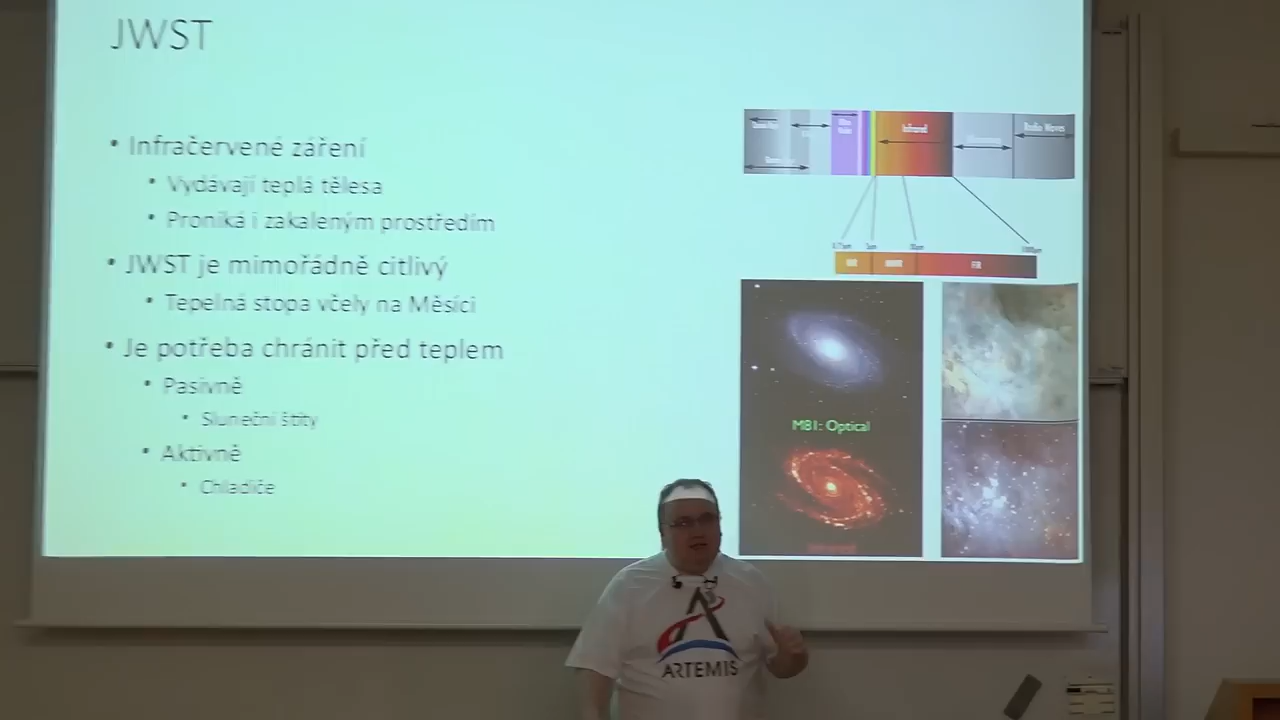 JWST
• Infračervené záření
• Vydávají teplá tělesa
• Proniká i zakaleným prostředím
• JWST je mimořádně citlivý
• Tepelná stopa včely na Měsíci
• Je potřeba chránit před teplem
• Pasivně
• Sluneční štíty
• Aktivně
• Chladiče
Infrared
Radio Waves
FIR
M81: Optical
ARTEMIS